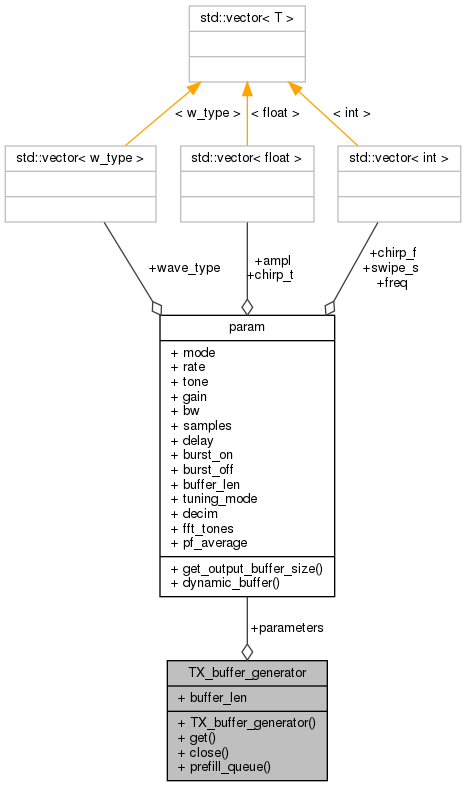 std::vector< T >
< w_type >
< float >
< int >
std::vector< w_type >
std::vector< float >
std::vector< int >
+wave_type
+ampl
+chirp_t
+chirp_f
+swipe_s
+freq
param
+ mode
+ rate
+ tone
+ gain
+ bw
+ samples
+ delay
+ burst_on
+ burst_off
+ buffer_len
+ tuning_mode
+ decim
+ fft_tones
+ pf_average
+ get_output_buffer_size()
+ dynamic_buffer()
+parameters
TX_buffer_generator
+ buffer_len
+ TX_buffer_generator()
+ get()
+ close()
+ prefill_queue()